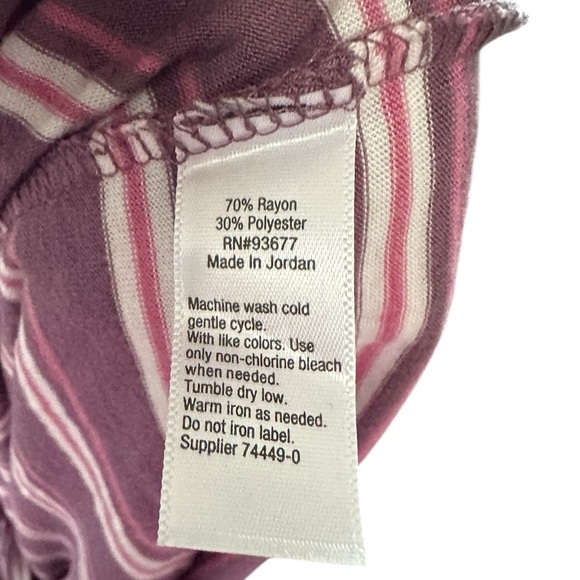 70% Rayon
30% Polyester
RN#93677
Made In Jordan
Machine wash cold
gentle cycle.
With like colors. Use
only non-chlorine bleach
when needed.
Tumble dry low.
Warm iron as needed.
Do not iron label.
Supplier 74449-0